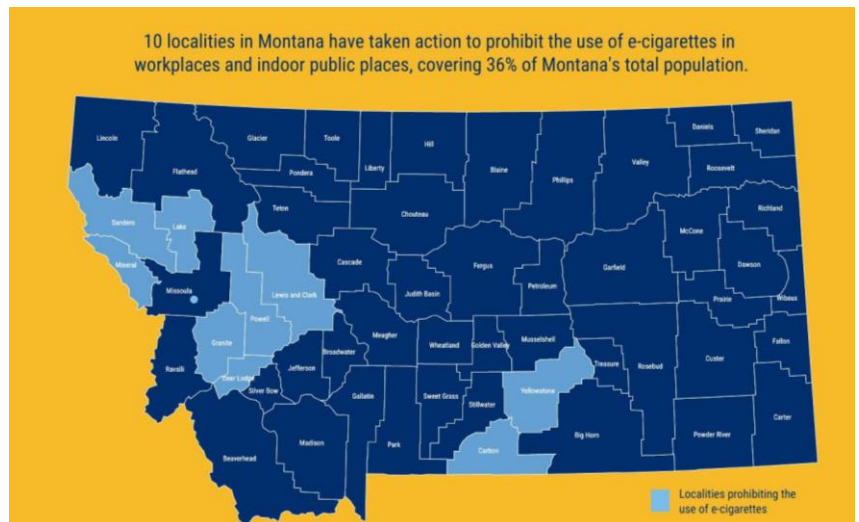 10 localities in Montana have taken action to prohibit the use of e-cigarettes in
workplaces and indoor public places, covering 36% of Montana's total population.
Lincoln
Flathead
Glacier
Toole
Liberty
Hill
Blaine
Phillips
Valley
Daniels
Sheridan
Roosevelt
Pondera
Teton
Chouteau
Richland
McCone
Sanders
Lake
Mineral
Missoula
Powell
Lewis and Clark
Cascade
Judith Basin
Fergus
Petroleum
Garfield
Dawson
Prairie
Wibaux
Granite
Deer Lodge
Ravalli
Silver Bow
Jefferson
Broadwater
Meagher
Wheatland
Golden Valley
Musselshell
Treasure
Rosebud
Custer
Fallon
Beaverhead
Madison
Gallatin
Park
Sweet Grass
Stillwater
Yellowstone
Carbon
Big Horn
Powder River
Carter
Localities prohibiting the
use of e-cigarettes